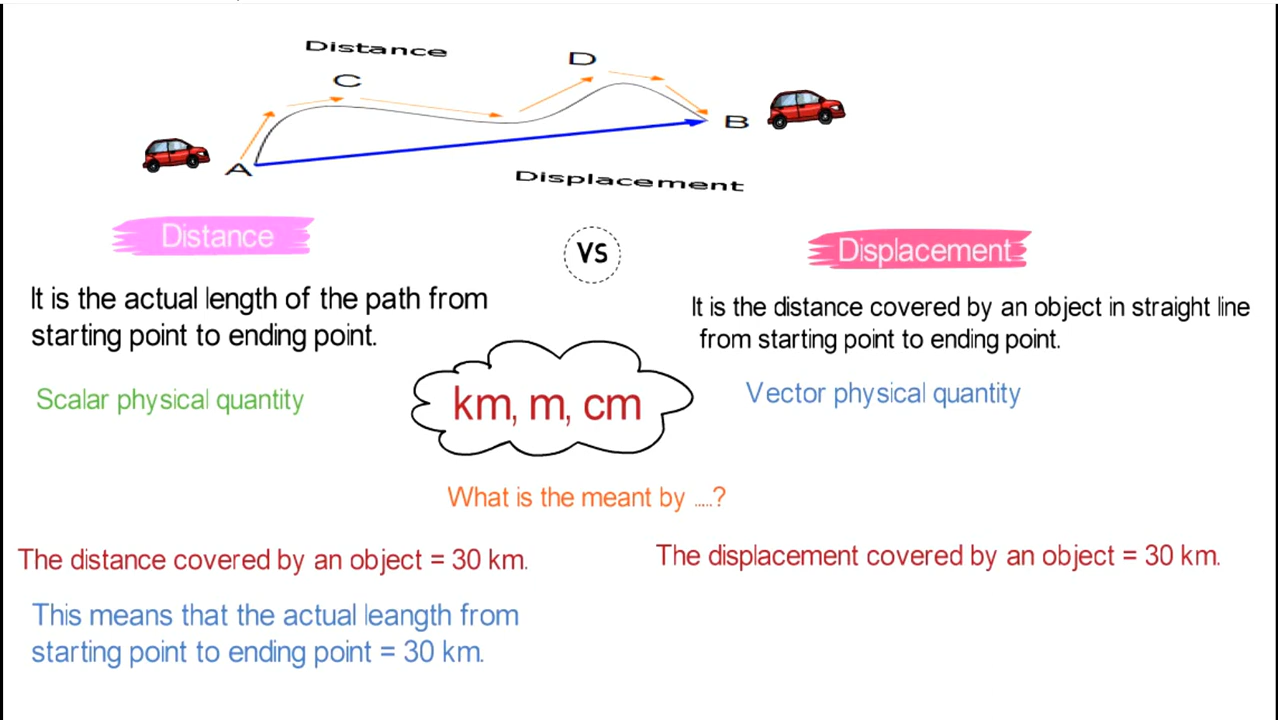 Distance
C
D
A
B
Displacement
Distance
VS
Displacement
It is the actual length of the path from
starting point to ending point.
It is the distance covered by an object in straight line
from starting point to ending point.
Scalar physical quantity
km, m, cm
Vector physical quantity
What is the meant by .....?
The distance covered by an object = 30 km.
The displacement covered by an object = 30 km.
This means that the actual leangth from
starting point to ending point = 30 km.